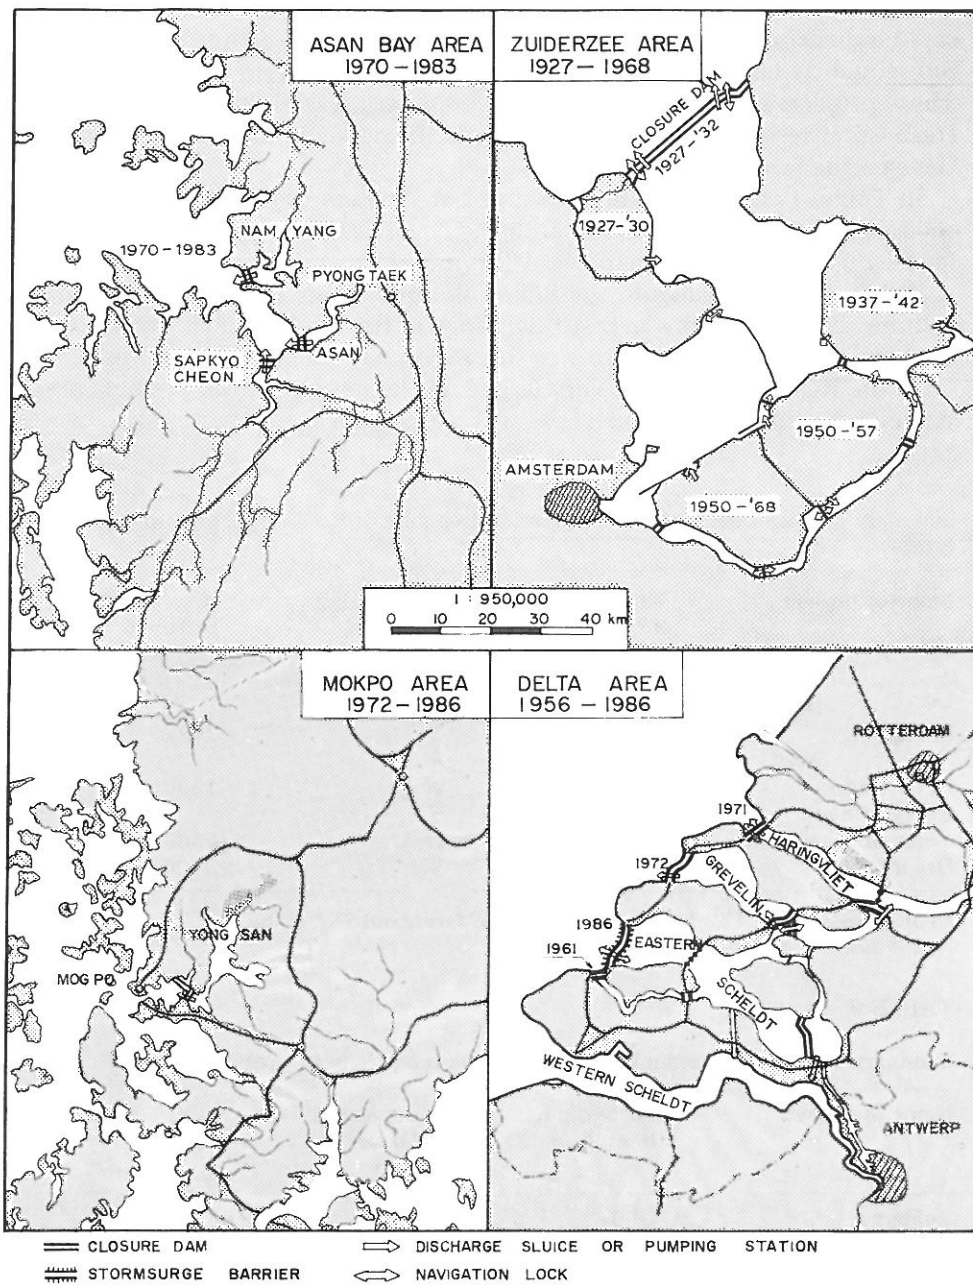 ASAN BAY AREA
1970-1983
NAM YANG
1970-1983
PYONG TAEK
ASAN
SAPKYO
CHEON
ZUIDERZEE AREA
1927-1968
CLOSURE DAM
1927-'32
1927-'30
1937-'42
1950-'57
AMSTERDAM
1950-'68
1 : 950,000
0 10 20 30 40 km
MOKPO AREA
1972-1986
YONG SAN
MOG PO
DELTA AREA
1956-1986
ROTTERDAM
1971
HARINGVLIET
1972
GREVELING
1986
EASTERN
1961
SCHELDT
WESTERN SCHELDT
ANTWERP
CLOSURE DAM
DISCHARGE SLUICE OR PUMPING STATION
STORMSURGE BARRIER
NAVIGATION LOCK